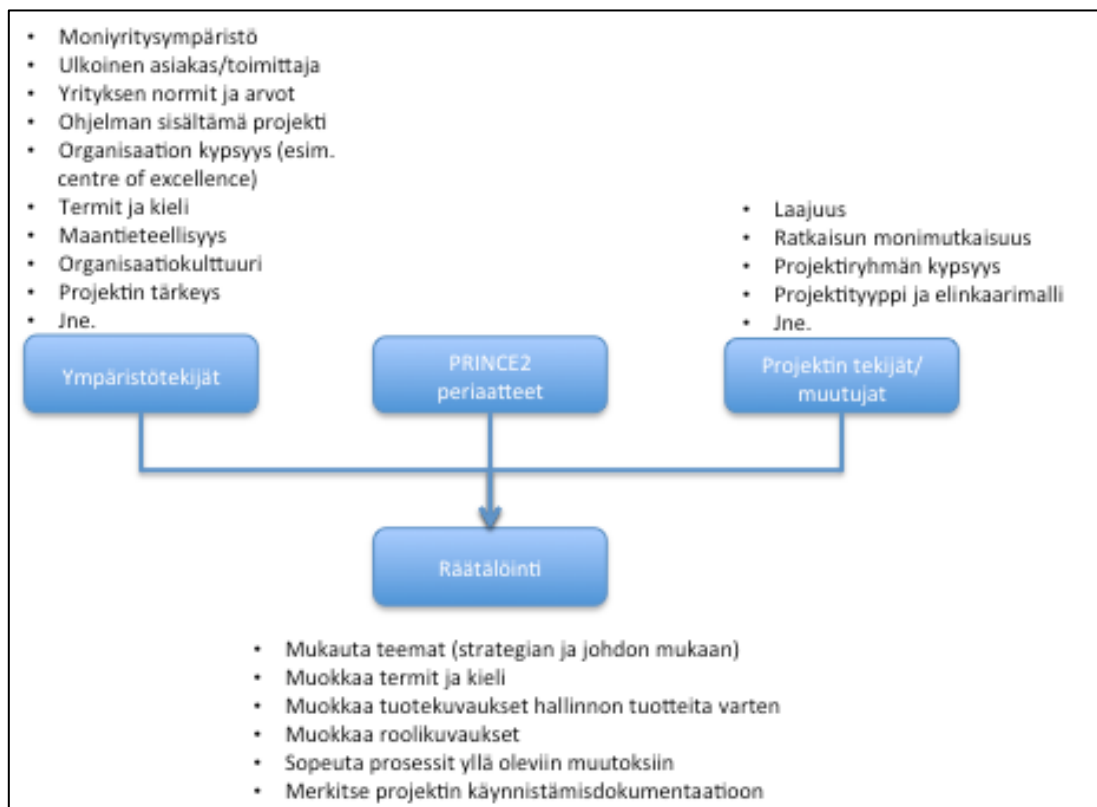 • Moniyritysympäristö
• Ulkoinen asiakas/toimittaja
• Yrityksen normit ja arvot
• Ohjelman sisältämä projekti
• Organisaation kypsyys (esim.
centre of excellence)
• Termit ja kieli
• Maantieteellisyys
• Organisaatiokulttuuri
• Projektin tärkeys
• Jne.
• Laajuus
• Ratkaisun monimutkaisuus
• Projektiryhmän kypsyys
• Projektityyppi ja elinkaarimalli
• Jne.
Ympäristötekijät
PRINCE2
periaatteet
Projektin tekijät/
muutujat
Räätälöinti
• Mukauta teemat (strategian ja johdon mukaan)
• Muokkaa termit ja kieli
• Muokkaa tuotekuvaukset hallinnon tuotteita varten
• Muokkaa roolikuvaukset
• Sopeuta prosessit yllä oleviin muutoksiin
• Merkitse projektin käynnistämisdokumentaatioon